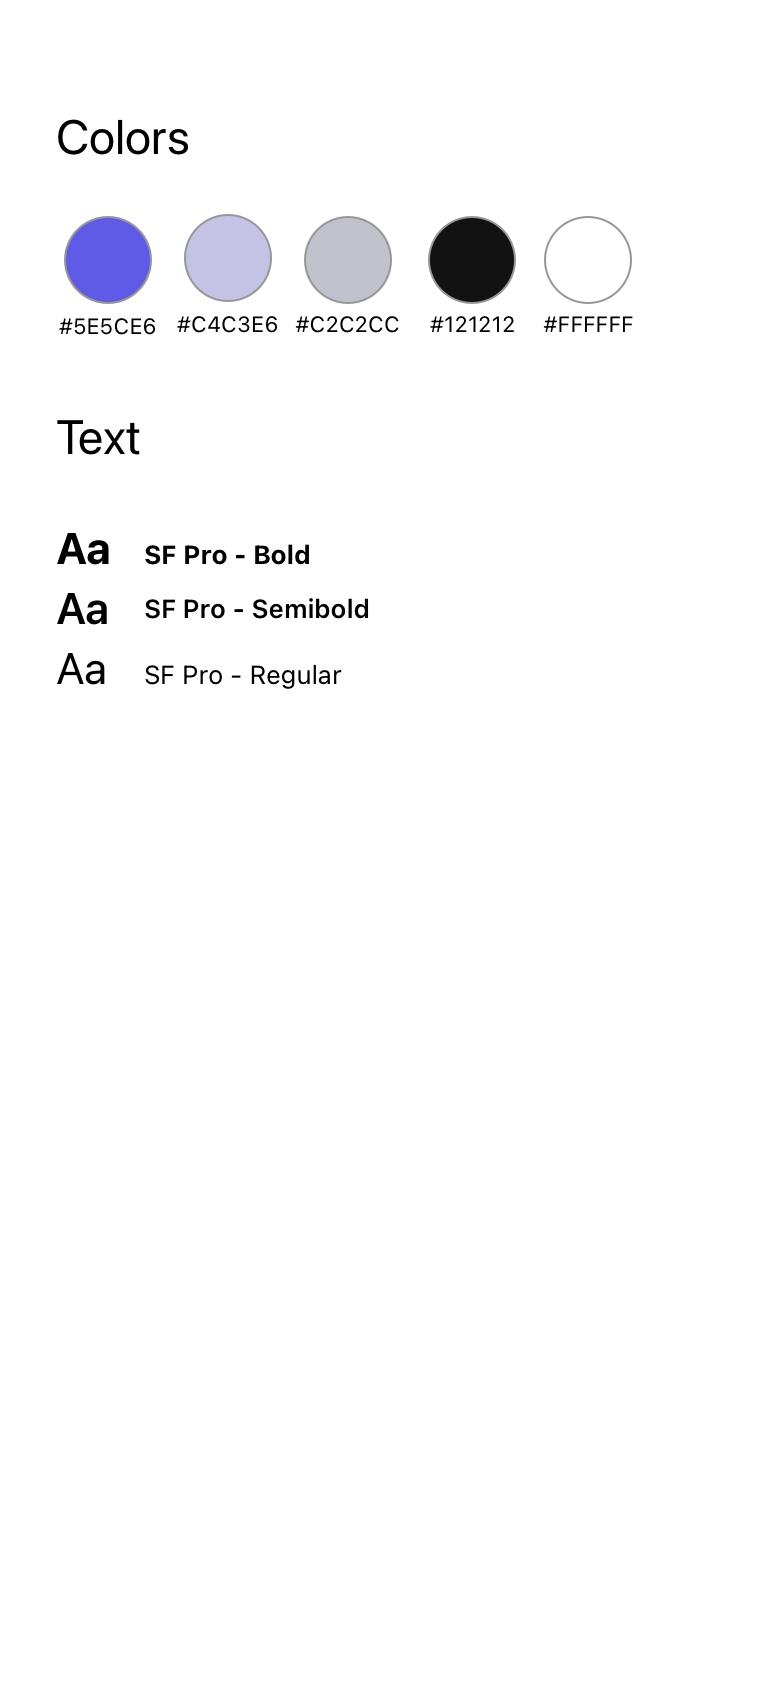 Colors
#5E5CE6 #C4C3E6 #C2C2CC #121212 #FFFFFF
Text
Aa SF Pro - Bold
Aa SF Pro - Semibold
Aa SF Pro - Regular